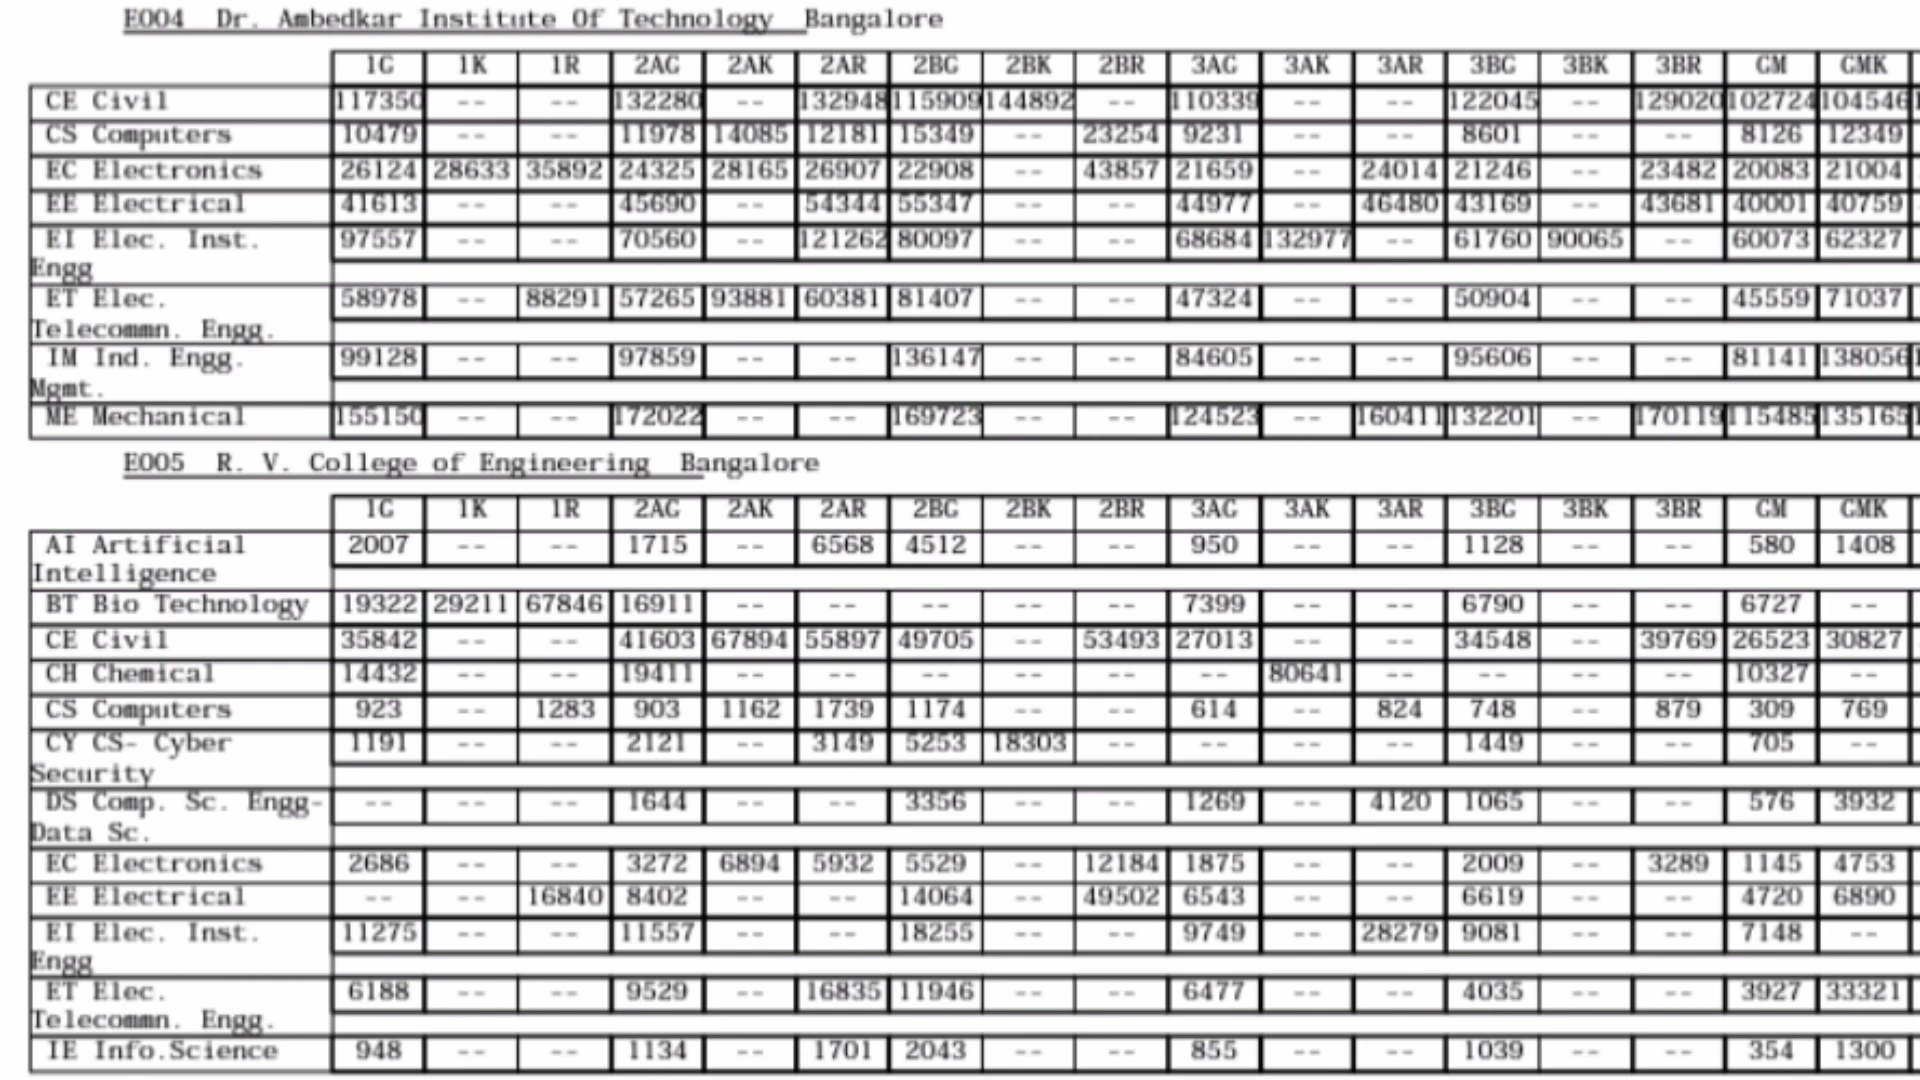 E004 Dr. Ambedkar Institute Of Technology Bangalore
1G 1K 1R 2AG 2AK 2AR 2BG 2BK 2BR 3AG 3AK 3AR 3BG 3BK 3BR GM GMK
CE Civil 117350 -- -- 132280 -- 132948 115909 144892 -- 110339 -- -- 122045 -- 129020 102724 104546
CS Computers 10479 -- -- 11978 14085 12181 15349 -- 23254 9231 -- -- 8601 -- -- 8126 12349
EC Electronics 26124 28633 35892 24325 28165 26907 22908 -- 43857 21659 -- 24014 21246 -- 23482 20083 21004
EE Electrical 41613 -- -- 45690 -- 54344 55347 -- -- 44977 -- 46480 43169 -- 43681 40001 40759
EI Elec. Inst. 97557 -- -- 70560 -- 121262 80097 -- -- 68684 132977 -- 61760 90065 -- 60073 62327
Engg
ET Elec. 58978 -- 88291 57265 93881 60381 81407 -- -- 47324 -- -- 50904 -- -- 45559 71037
Telecommn. Engg.
IM Ind. Engg. 99128 -- -- 97859 -- -- 136147 -- -- 84605 -- -- 95606 -- -- 81141 138056
Mgmt.
ME Mechanical 155150 -- -- 172022 -- -- 169723 -- -- 124523 -- 160411 132201 -- 170119 115485 135165
E005 R. V. College of Engineering Bangalore
1G 1K 1R 2AG 2AK 2AR 2BG 2BK 2BR 3AG 3AK 3AR 3BG 3BK 3BR GM GMK
AI Artificial 2007 -- -- 1715 -- 6568 4512 -- -- 950 -- -- 1128 -- -- 580 1408
Intelligence
BT Bio Technology 19322 29211 67846 16911 -- -- -- -- -- 7399 -- -- 6790 -- -- 6727 --
CE Civil 35842 -- -- 41603 67894 55897 49705 -- 53493 27013 -- -- 34548 -- 39769 26523 30827
CH Chemical 14432 -- -- 19411 -- -- -- -- -- -- 80641 -- -- -- -- 10327 --
CS Computers 923 -- 1283 903 1162 1739 1174 -- -- 614 -- 824 748 -- 879 309 769
CY CS- Cyber 1191 -- -- 2121 -- 3149 5253 18303 -- -- -- -- 1449 -- -- 705 --
Security
DS Comp. Sc. Engg- -- -- -- 1644 -- -- 3356 -- -- 1269 -- 4120 1065 -- -- 576 3932
Data Sc.
EC Electronics 2686 -- -- 3272 6894 5932 5529 -- 12184 1875 -- -- 2009 -- 3289 1145 4753
EE Electrical -- -- 16840 8402 -- -- 14064 -- 49502 6543 -- -- 6619 -- -- 4720 6890
EI Elec. Inst. 11275 -- -- 11557 -- -- 18255 -- -- 9749 -- 28279 9081 -- -- 7148 --
Engg
ET Elec. 6188 -- -- 9529 -- 16835 11946 -- -- 6477 -- -- 4035 -- -- 3927 33321
Telecommn. Engg.
IE Info.Science 948 -- -- 1134 -- 1701 2043 -- -- 855 -- -- 1039 -- -- 354 1300